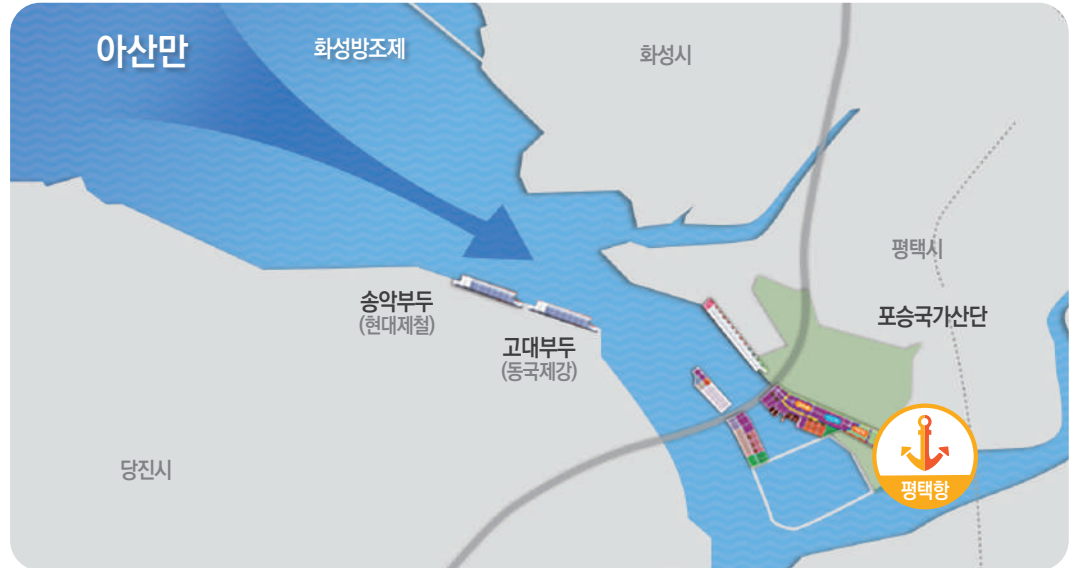 아산만
화성방조제
화성시
평택시
송악부두
(현대제철)
포승국가산단
고대부두
(동국제강)
당진시
평택항